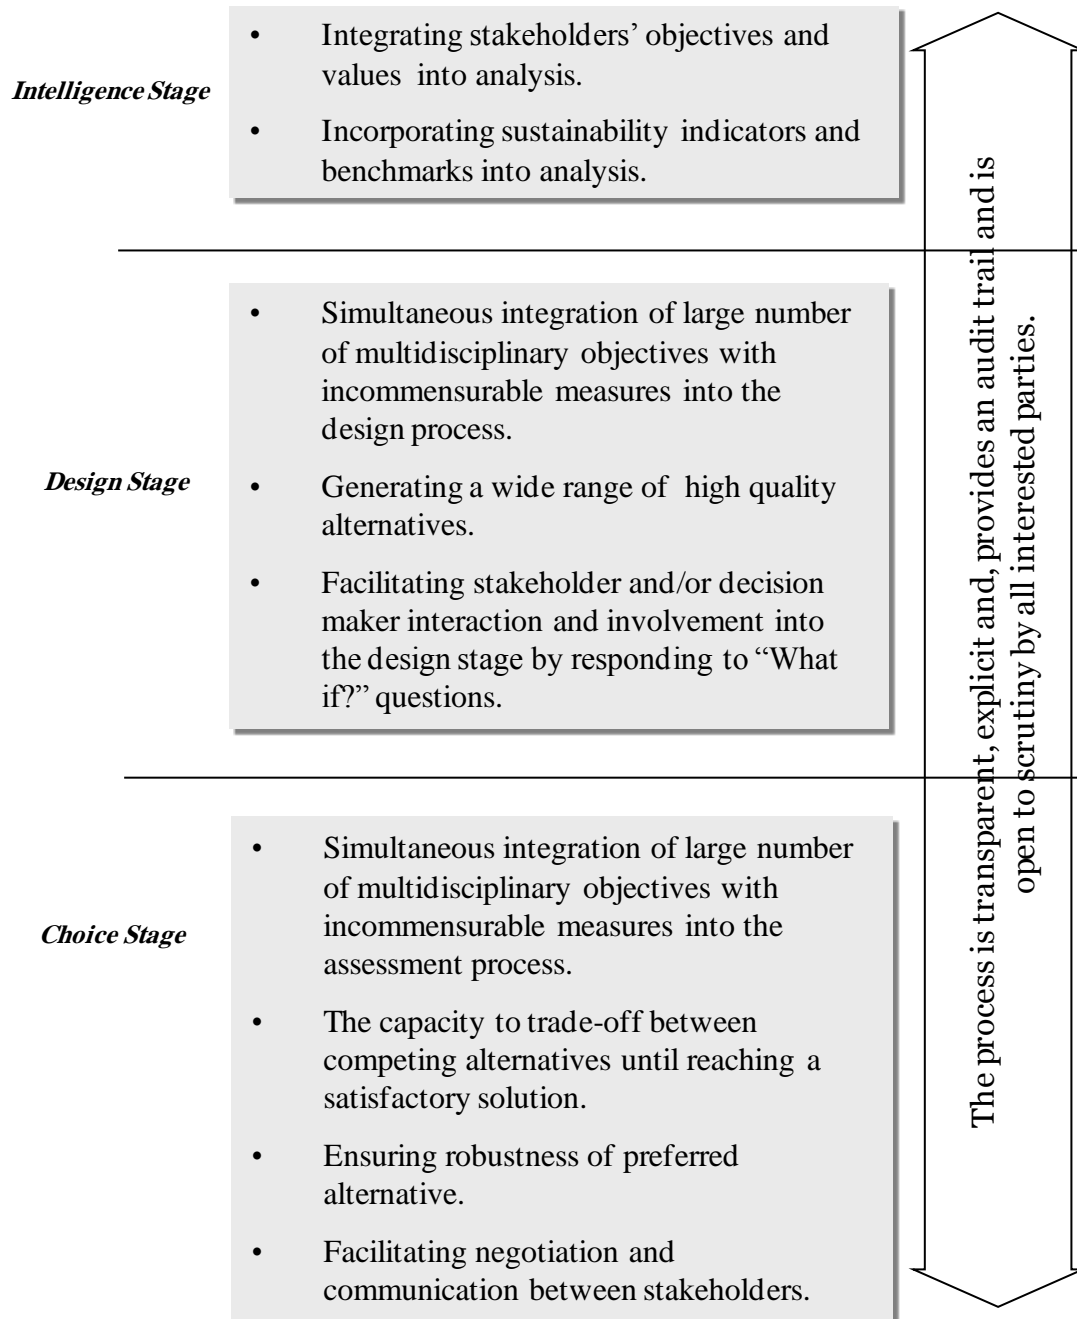 Intelligence Stage
• Integrating stakeholders’ objectives and
values into analysis.
• Incorporating sustainability indicators and
benchmarks into analysis.
Design Stage
• Simultaneous integration of large number
of multidisciplinary objectives with
incommensurable measures into the
design process.
• Generating a wide range of high quality
alternatives.
• Facilitating stakeholder and/or decision
maker interaction and involvement into
the design stage by responding to “What
if?” questions.
Choice Stage
• Simultaneous integration of large number
of multidisciplinary objectives with
incommensurable measures into the
assessment process.
• The capacity to trade-off between
competing alternatives until reaching a
satisfactory solution.
• Ensuring robustness of preferred
alternative.
• Facilitating negotiation and
communication between stakeholders.
The process is transparent, explicit and, provides an audit trail and is
open to scrutiny by all interested parties.